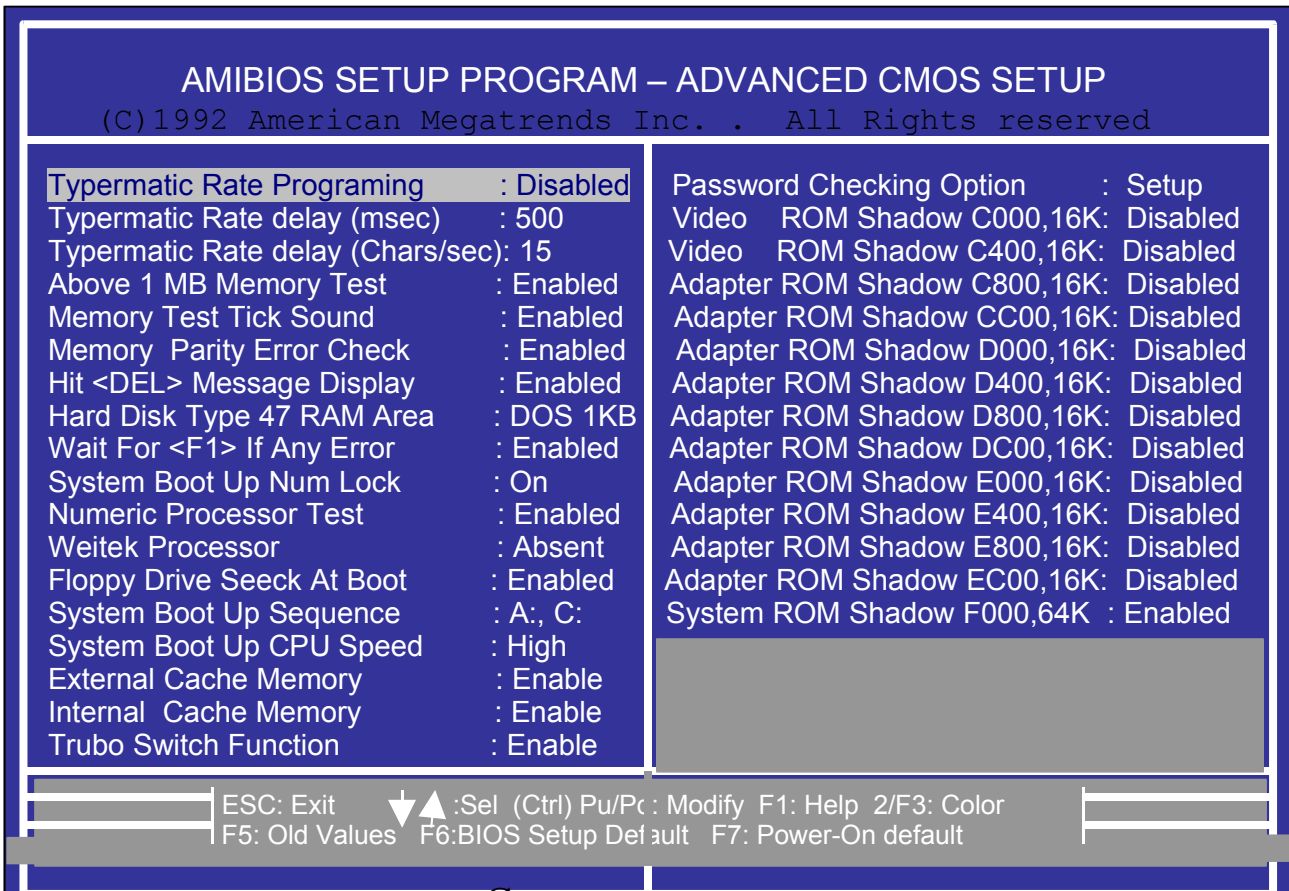 AMIBIOS SETUP PROGRAM – ADVANCED CMOS SETUP
(C)1992 American Megatrends Inc. . All Rights reserved
Typermatic Rate Programing : Disabled
Typermatic Rate delay (msec) : 500
Typermatic Rate delay (Chars/sec): 15
Above 1 MB Memory Test : Enabled
Memory Test Tick Sound : Enabled
Memory Parity Error Check : Enabled
Hit <DEL> Message Display : Enabled
Hard Disk Type 47 RAM Area : DOS 1KB
Wait For <F1> If Any Error : Enabled
System Boot Up Num Lock : On
Numeric Processor Test : Enabled
Weitek Processor : Absent
Floppy Drive Seeck At Boot : Enabled
System Boot Up Sequence : A:, C:
System Boot Up CPU Speed : High
External Cache Memory : Enable
Internal Cache Memory : Enable
Trubo Switch Function : Enable
Password Checking Option : Setup
Video ROM Shadow C000,16K: Disabled
Video ROM Shadow C400,16K: Disabled
Adapter ROM Shadow C800,16K: Disabled
Adapter ROM Shadow CC00,16K: Disabled
Adapter ROM Shadow D000,16K: Disabled
Adapter ROM Shadow D400,16K: Disabled
Adapter ROM Shadow D800,16K: Disabled
Adapter ROM Shadow DC00,16K: Disabled
Adapter ROM Shadow E000,16K: Disabled
Adapter ROM Shadow E400,16K: Disabled
Adapter ROM Shadow E800,16K: Disabled
Adapter ROM Shadow EC00,16K: Disabled
System ROM Shadow F000,64K : Enabled
ESC: Exit :Sel (Ctrl) Pu/ : Modify F1: Help 2/F3: Color
F5: Old Values F6:BIOS Setup Default F7: Power-On default